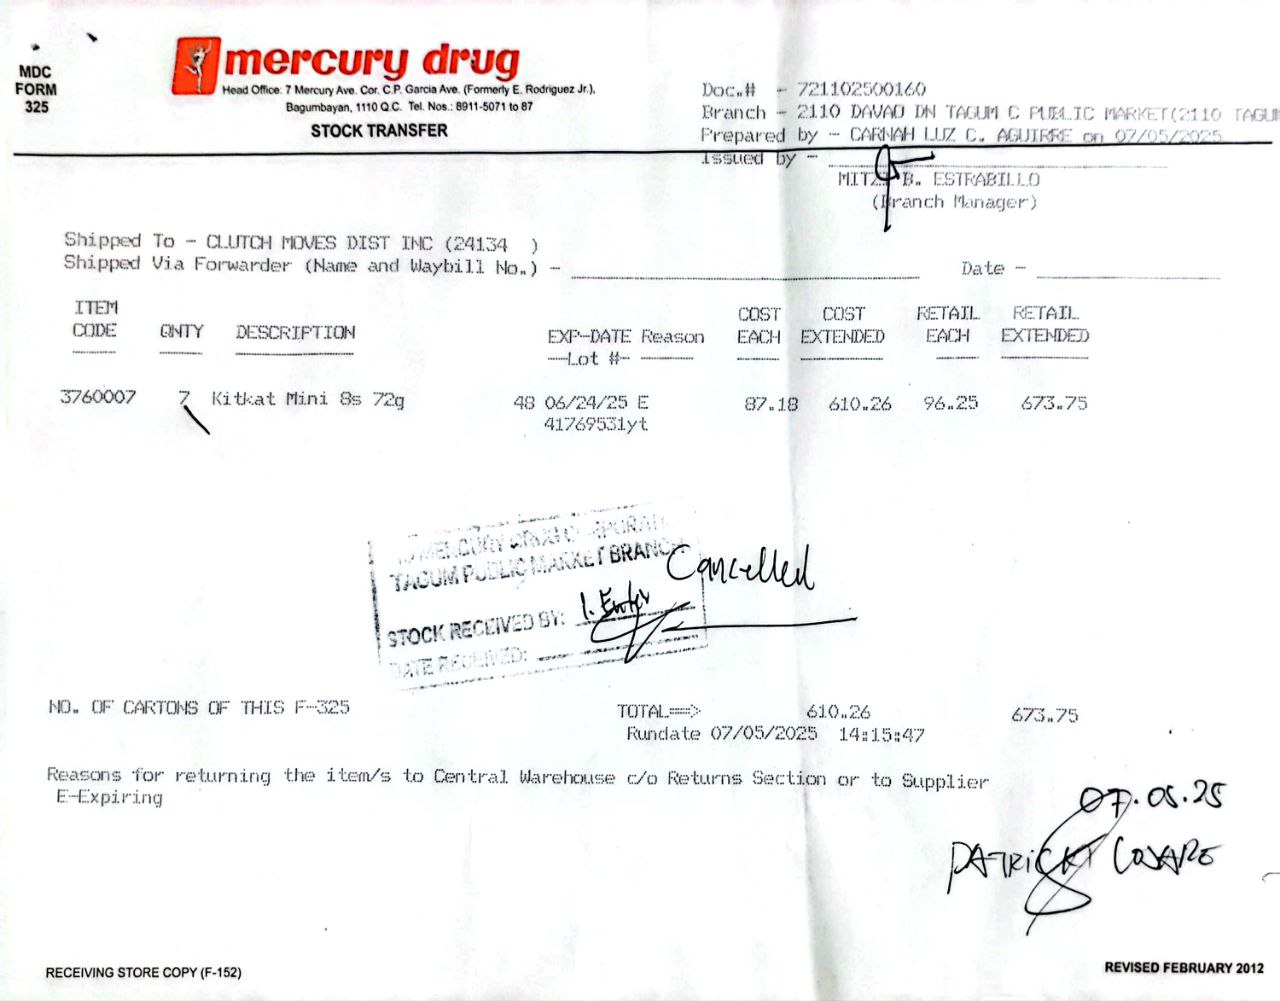 MDC
FORM
325
mercury drug
Head Office: 7 Mercury Ave. Cor. C.P. Garcia Ave. (Formerly E. Rodriguez Jr.),
Bagumbayan, 1110 Q.C. Tel. Nos.: 8911-5071 to 87
STOCK TRANSFER
Doc.# - 721102500160
Branch - 2110 DAVAO DN TAGUM C PUBLIC MARKET(2110 TAGUM
Prepared by - CARNAH LUZ C. AGUIRRE on 07/05/2025
Issued by -
MITZI B. ESTRABILLO
(Branch Manager)
Shipped To - CLUTCH MOVES DIST INC (24134 )
Shipped Via Forwarder (Name and Waybill No.) - Date -
ITEM CODE QNTY DESCRIPTION EXP-DATE Reason COST EACH COST EXTENDED RETAIL EACH RETAIL EXTENDED
--Lot #-
3760007 7 Kitkat Mini 8s 72g 48 06/24/25 E 87.18 610.26 96.25 673.75
41769531yt
MERCURY DRUG
TAGUM PUBLIC MARKET BRANCH
Cancelled
STOCK RECEIVED BY:
DATE RECEIVED:
NO. OF CARTONS OF THIS F-325 TOTAL==> 610.26 673.75
Rundate 07/05/2025 14:15:47
Reasons for returning the item/s to Central Warehouse c/o Returns Section or to Supplier
E-Expiring
07.05.25
PATRICK COSARE
RECEIVING STORE COPY (F-152) REVISED FEBRUARY 2012